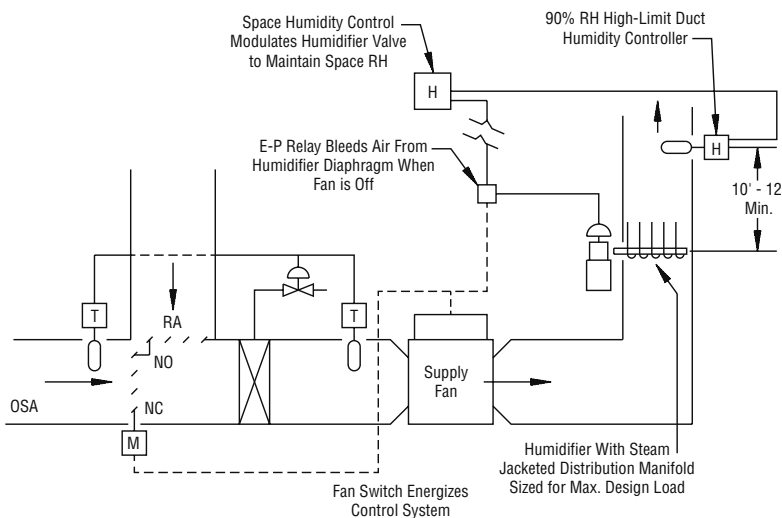 Space Humidity Control
Modulates Humidifier Valve
to Maintain Space RH
90% RH High-Limit Duct
Humidity Controller
H
H
E-P Relay Bleeds Air From
Humidifier Diaphragm When
Fan is Off
10' - 12
Min.
T
RA
T
NO
OSA
NC
Supply
Fan
M
Humidifier With Steam
Jacketed Distribution Manifold
Sized for Max. Design Load
Fan Switch Energizes
Control System